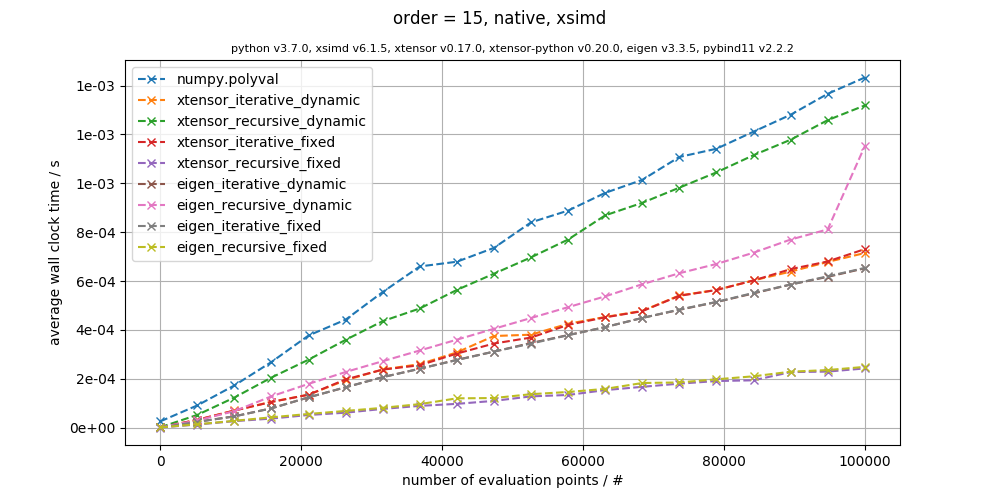 order = 15, native, xsimd
python v3.7.0, xsimd v6.1.5, xtensor v0.17.0, xtensor-python v0.20.0, eigen v3.3.5, pybind11 v2.2.2
numpy.polyval
xtensor_iterative_dynamic
xtensor_recursive_dynamic
xtensor_iterative_fixed
xtensor_recursive_fixed
eigen_iterative_dynamic
eigen_recursive_dynamic
eigen_iterative_fixed
eigen_recursive_fixed
average wall clock time / s
1e-03
1e-03
1e-03
8e-04
6e-04
4e-04
2e-04
0e+00
0 20000 40000 60000 80000 100000
number of evaluation points / #